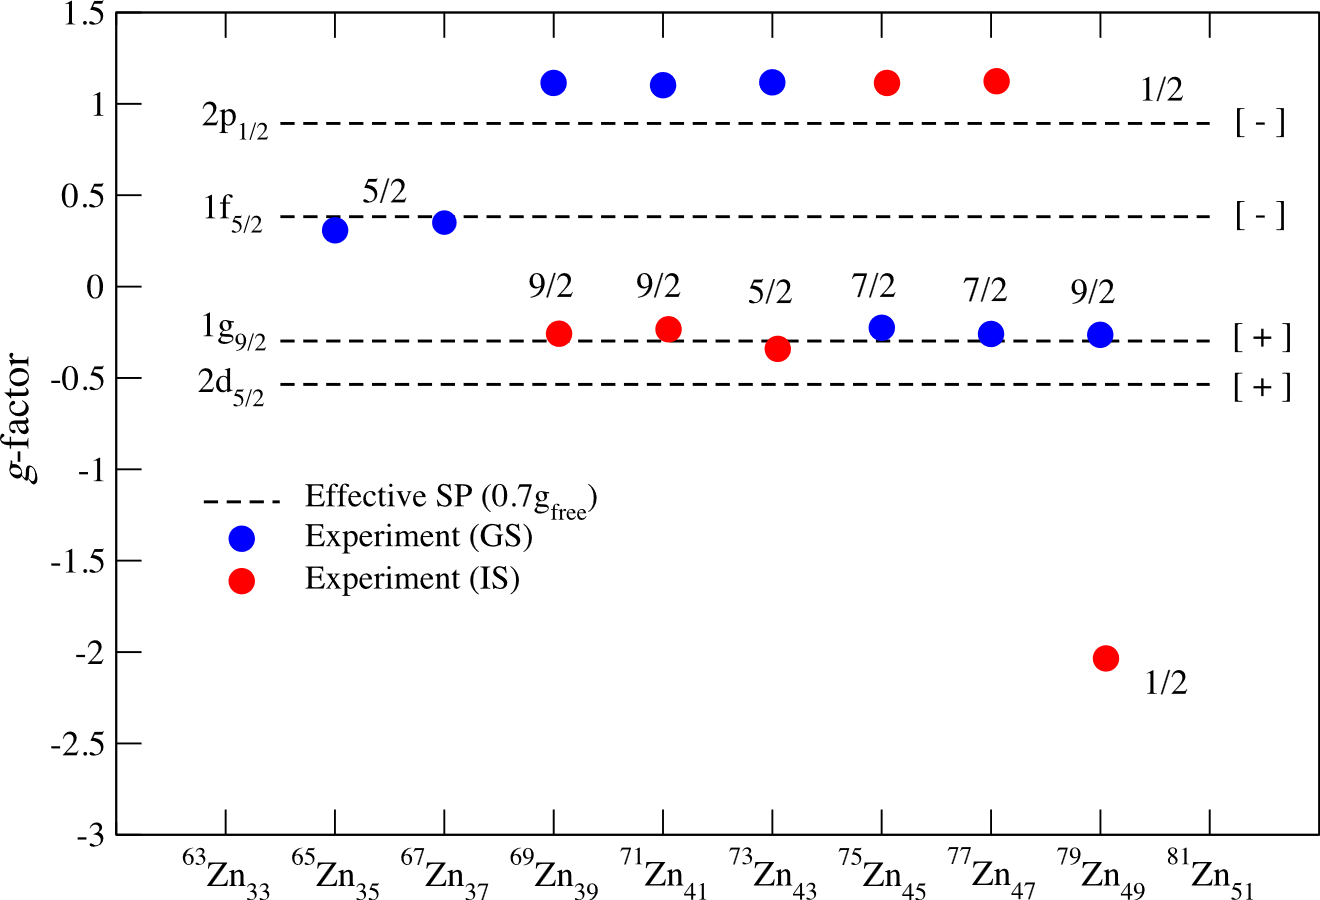 1.5
1
0.5
0
-0.5
-1
-1.5
-2
-2.5
-3
g-factor
2p1/2
1/2
[ - ]
1f5/2
5/2
[ - ]
9/2 9/2 5/2 7/2 7/2 9/2
1g9/2
[ + ]
2d5/2
[ + ]
Effective SP (0.7gfree)
Experiment (GS)
Experiment (IS)
1/2
63Zn33 65Zn35 67Zn37 69Zn39 71Zn41 73Zn43 75Zn45 77Zn47 79Zn49 81Zn51